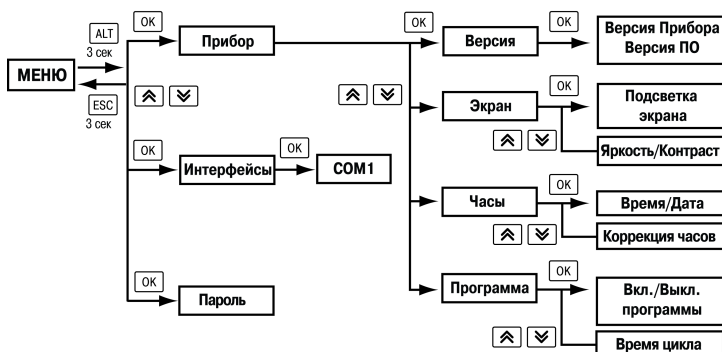 OK
OK
OK
ALT
3 сек
МЕНЮ
ESC
3 сек
Прибор
Версия
Версия Прибора
Версия ПО
OK
Экран
Подсветка
экрана
Яркость/Контраст
OK
OK
Интерфейсы
COM1
OK
Часы
Время/Дата
Коррекция часов
OK
Пароль
OK
Программа
Вкл./Выкл.
программы
Время цикла